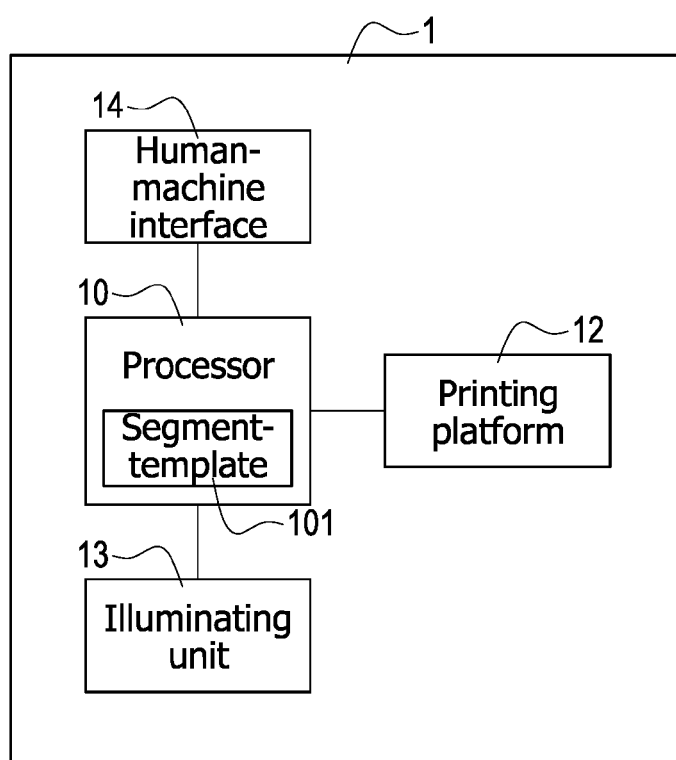 1
14
Human-
machine
interface
10
Processor
12
Printing
platform
Segment-
template
101
13
Illuminating
unit